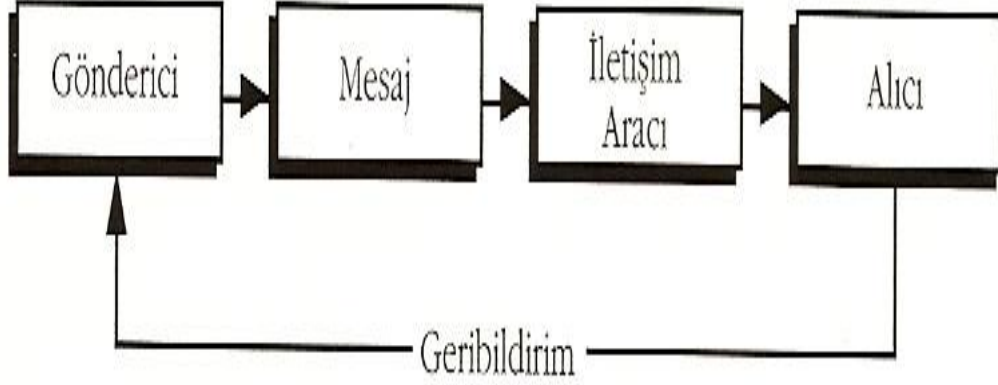 Gönderici
Mesaj
İletişim
Aracı
Alıcı
Geribildirim